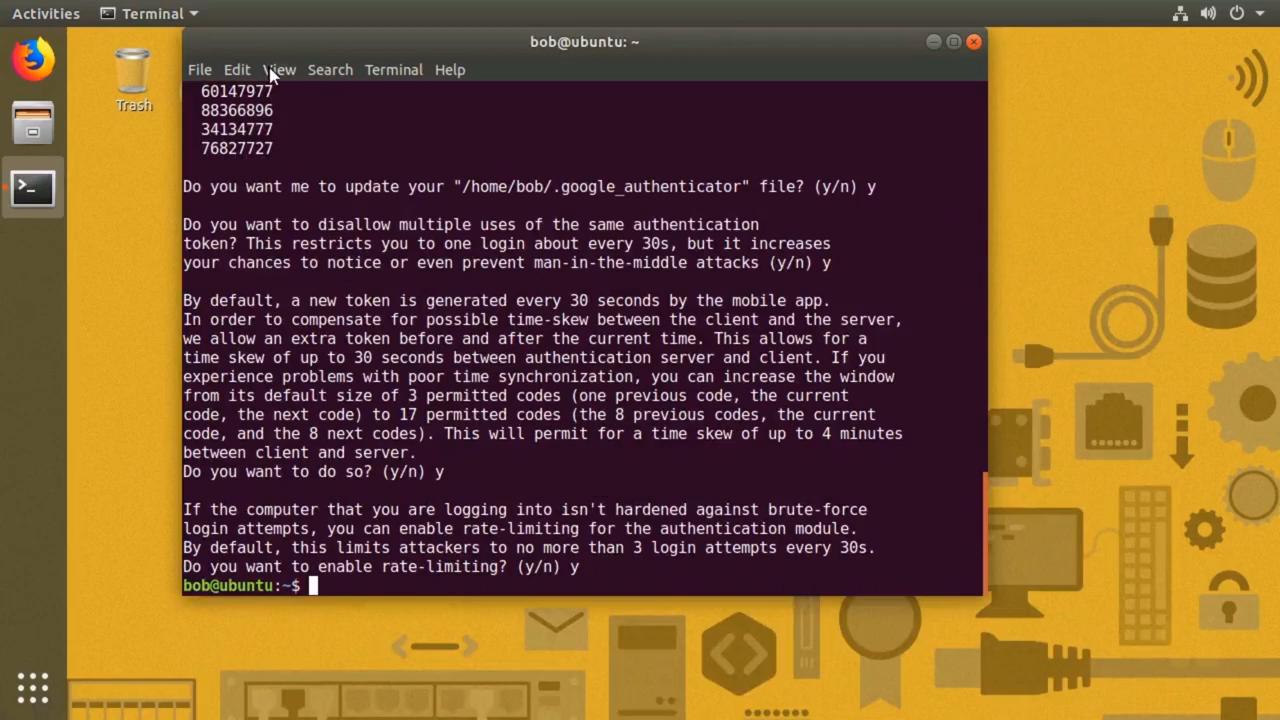 Activities
Terminal
bob@ubuntu: ~
File Edit View Search Terminal Help
Trash
60147977
88366896
34134777
76827727
Do you want me to update your "/home/bob/.google_authenticator" file? (y/n) y
Do you want to disallow multiple uses of the same authentication
token? This restricts you to one login about every 30s, but it increases
your chances to notice or even prevent man-in-the-middle attacks (y/n) y
By default, a new token is generated every 30 seconds by the mobile app.
In order to compensate for possible time-skew between the client and the server,
we allow an extra token before and after the current time. This allows for a
time skew of up to 30 seconds between authentication server and client. If you
experience problems with poor time synchronization, you can increase the window
from its default size of 3 permitted codes (one previous code, the current
code, the next code) to 17 permitted codes (the 8 previous codes, the current
code, and the 8 next codes). This will permit for a time skew of up to 4 minutes
between client and server.
Do you want to do so? (y/n) y
If the computer that you are logging into isn't hardened against brute-force
login attempts, you can enable rate-limiting for the authentication module.
By default, this limits attackers to no more than 3 login attempts every 30s.
Do you want to enable rate-limiting? (y/n) y
bob@ubuntu:~$